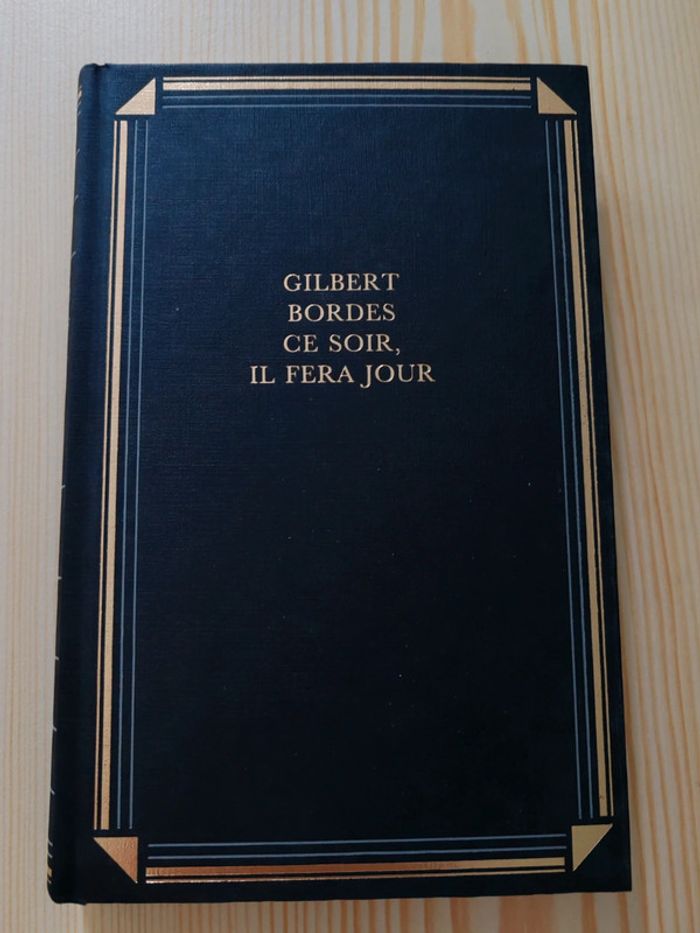 GILBERT
BORDES
CE SOIR,
IL FERA JOUR